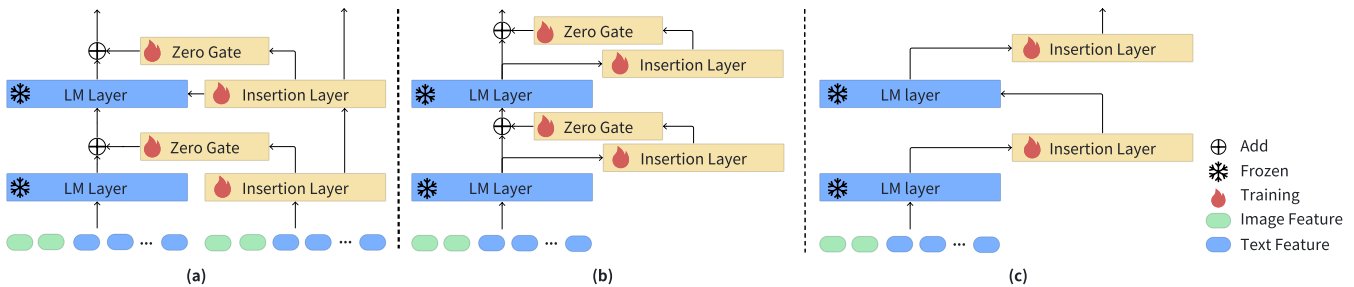 Zero Gate
LM Layer
Insertion Layer
Zero Gate
LM Layer
Insertion Layer
...
...
(a)
Zero Gate
Insertion Layer
LM Layer
Zero Gate
Insertion Layer
LM Layer
...
(b)
Insertion Layer
LM layer
Insertion Layer
LM layer
...
(c)
Add
Frozen
Training
Image Feature
Text Feature